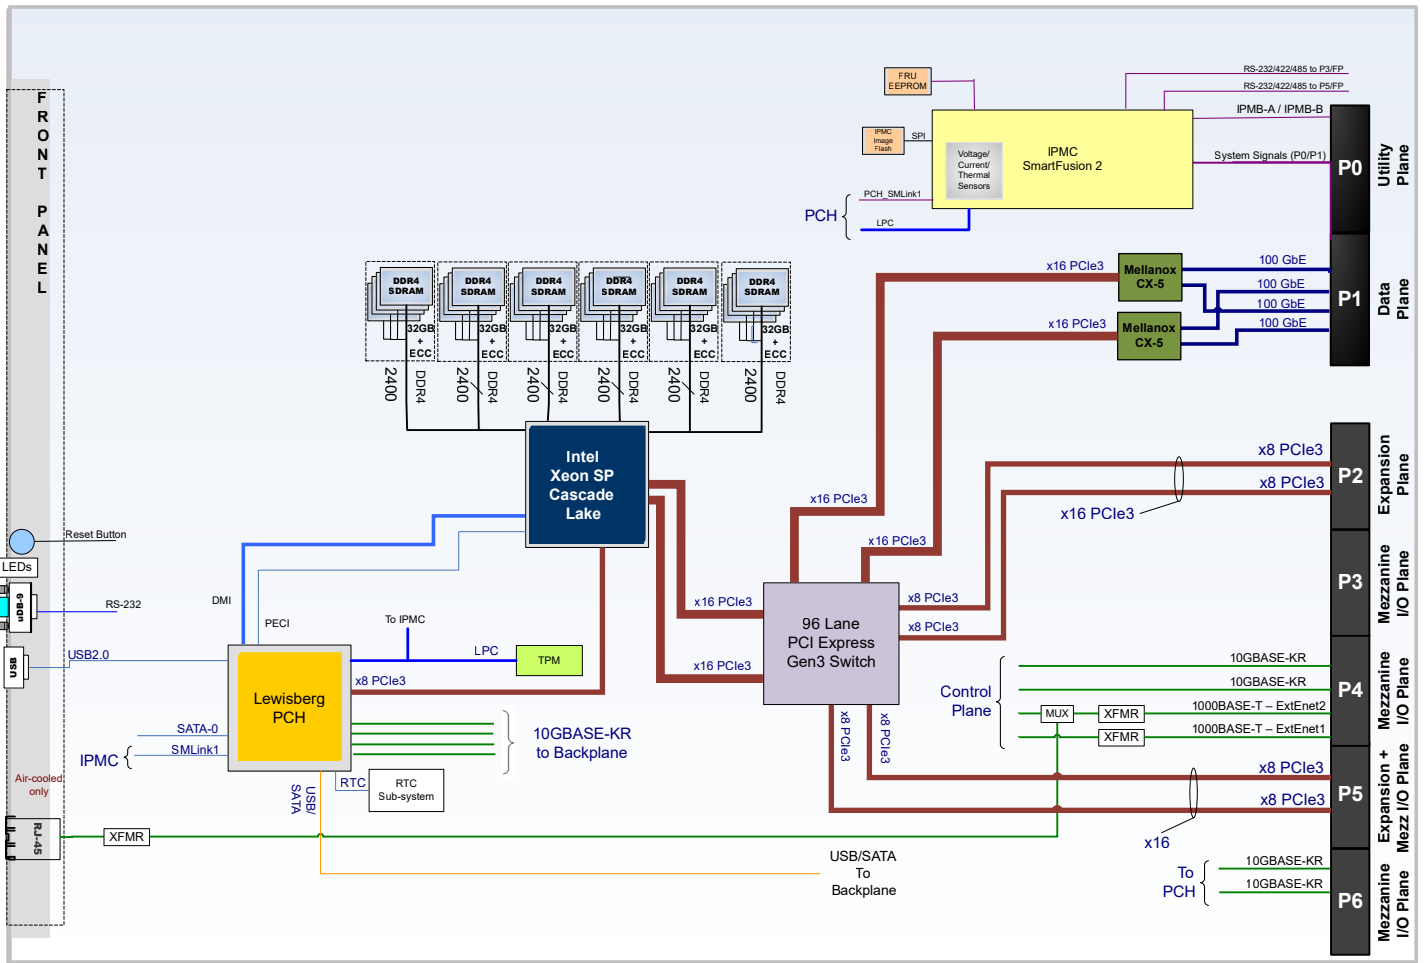 FRONT PANEL
FRU
EEPROM
IPMC
Image
Flash
SPI
Voltage/
Current/
Thermal
Sensors
IPMC
SmartFusion 2
RS-232/422/485 to P3/FP
RS-232/422/485 to P5/FP
IPMB-A / IPMB-B
System Signals (P0/P1)
PCH_SMLink1
LPC
PCH
P0
Utility
Plane
DDR4
SDRAM
32GB
+
ECC
DDR4
2400
DDR4
SDRAM
32GB
+
ECC
DDR4
2400
DDR4
SDRAM
32GB
+
ECC
DDR4
2400
DDR4
SDRAM
32GB
+
ECC
DDR4
2400
DDR4
SDRAM
32GB
+
ECC
DDR4
2400
x16 PCIe3
Mellanox
CX-5
100 GbE
100 GbE
100 GbE
100 GbE
x16 PCIe3
Mellanox
CX-5
P1
Data
Plane
Intel
Xeon SP
Cascade
Lake
x16 PCIe3
x16 PCIe3
x16 PCIe3
x16 PCIe3
96 Lane
PCI Express
Gen3 Switch
x8 PCIe3
x8 PCIe3
x8 PCIe3
x8 PCIe3
x16 PCIe3
x8 PCIe3
x8 PCIe3
P2
Expansion
Plane
P3
Mezzanine
I/O Plane
Reset Button
LEDs
uDB-9
RS-232
USB
USB2.0
DMI
PECI
To IPMC
LPC
TPM
x8 PCIe3
Lewisberg
PCH
SATA-0
SMLink1
IPMC
10GBASE-KR
to Backplane
RTC
RTC
Sub-system
USB/
SATA
Air-cooled
only
RJ-45
XFMR
USB/SATA
To
Backplane
Control
Plane
10GBASE-KR
10GBASE-KR
MUX
XFMR
1000BASE-T – ExtEnet2
XFMR
1000BASE-T – ExtEnet1
P4
Mezzanine
I/O Plane
x8 PCIe3
x8 PCIe3
x16
P5
Expansion +
Mezz I/O Plane
To
PCH
10GBASE-KR
10GBASE-KR
P6
Mezzanine
I/O Plane